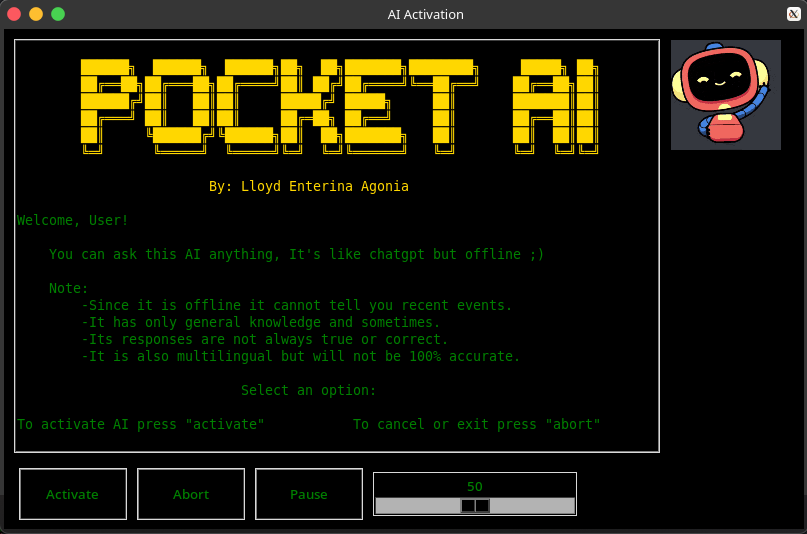 AI Activation
POCKET AI
By: Lloyd Enterina Agonia
Welcome, User!
You can ask this AI anything, It's like chatgpt but offline ;)
Note:
-Since it is offline it cannot tell you recent events.
-It has only general knowledge and sometimes.
-Its responses are not always true or correct.
-It is also multilingual but will not be 100% accurate.
Select an option:
To activate AI press "activate" To cancel or exit press "abort"
Activate Abort Pause 50